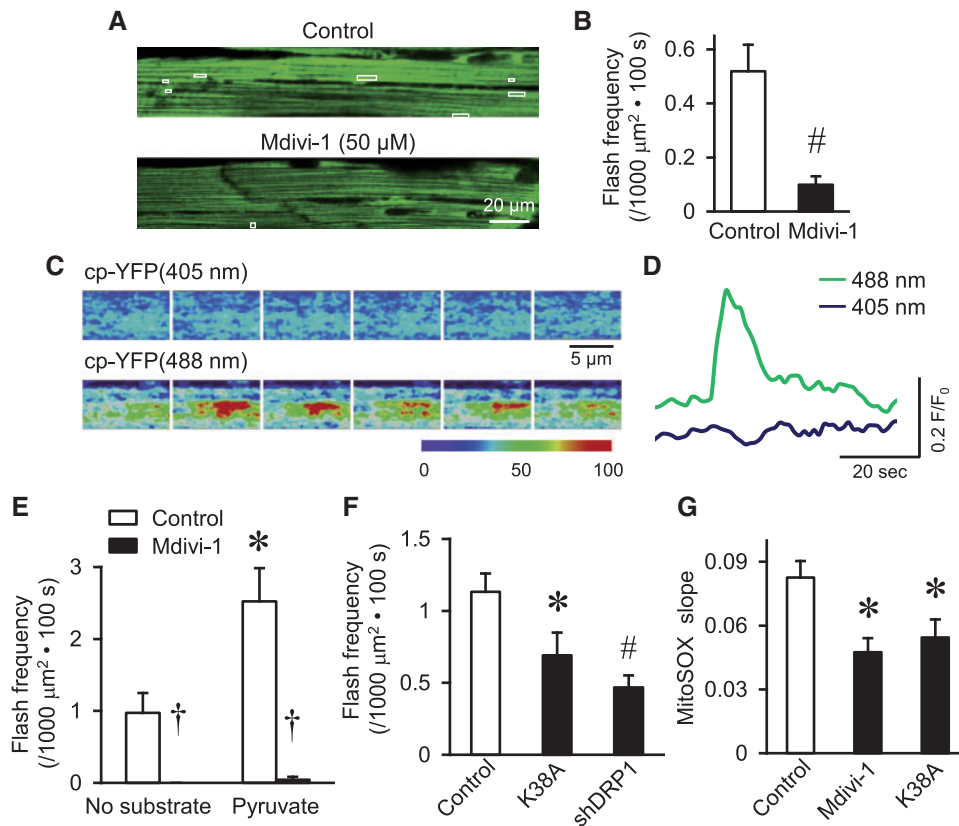 A
Control
Mdivi-1 (50 µM)
20 µm
B
Flash frequency
(/1000 µm² • 100 s)
0.6
0.4
0.2
0
#
Control Mdivi-1
C
cp-YFP(405 nm)
5 µm
cp-YFP(488 nm)
0 50 100
D
488 nm
405 nm
0.2 F/F₀
20 sec
E
Control
Mdivi-1
Flash frequency
(/1000 µm² • 100 s)
3
2
1
0
†
*
†
No substrate Pyruvate
F
Flash frequency
(/1000 µm² • 100 s)
1.5
1
0.5
0
*
#
Control
K38A
shDRP1
G
MitoSOX slope
0.09
0.06
0.03
0
*
*
Control
Mdivi-1
K38A